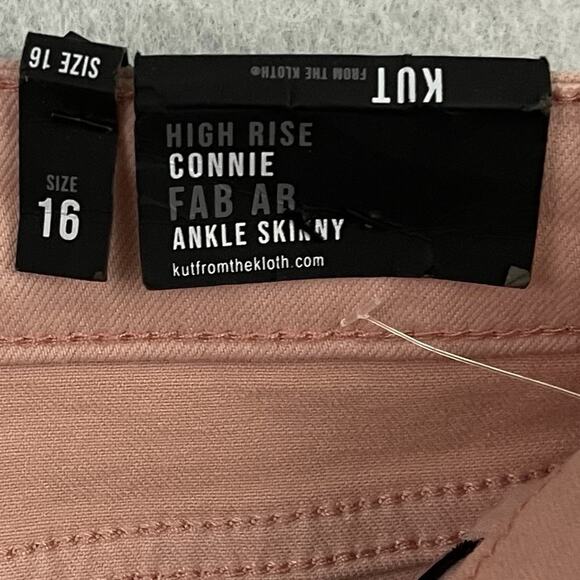 SIZE 16
SIZE
16
KUT
FROM THE KLOTH®
HIGH RISE
CONNIE
FAB AB
ANKLE SKINNY
kutfromthekloth.com